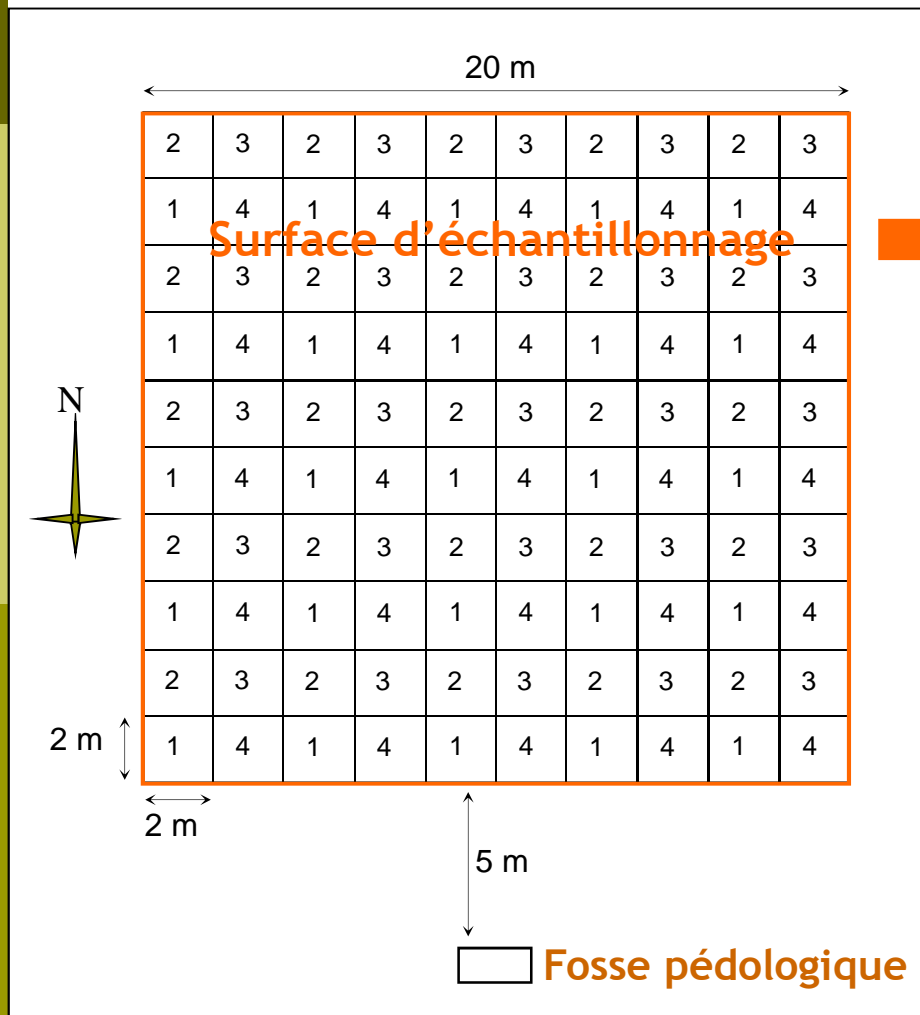 20 m
2 3 2 3 2 3 2 3 2 3
1 4 1 4 1 4 1 4 1 4
Surface d'échantillonnage
2 3 2 3 2 3 2 3 2 3
1 4 1 4 1 4 1 4 1 4
N
2 3 2 3 2 3 2 3 2 3
1 4 1 4 1 4 1 4 1 4
2 3 2 3 2 3 2 3 2 3
1 4 1 4 1 4 1 4 1 4
2 3 2 3 2 3 2 3 2 3
2 m
1 4 1 4 1 4 1 4 1 4
2 m
5 m
Fosse pédologique